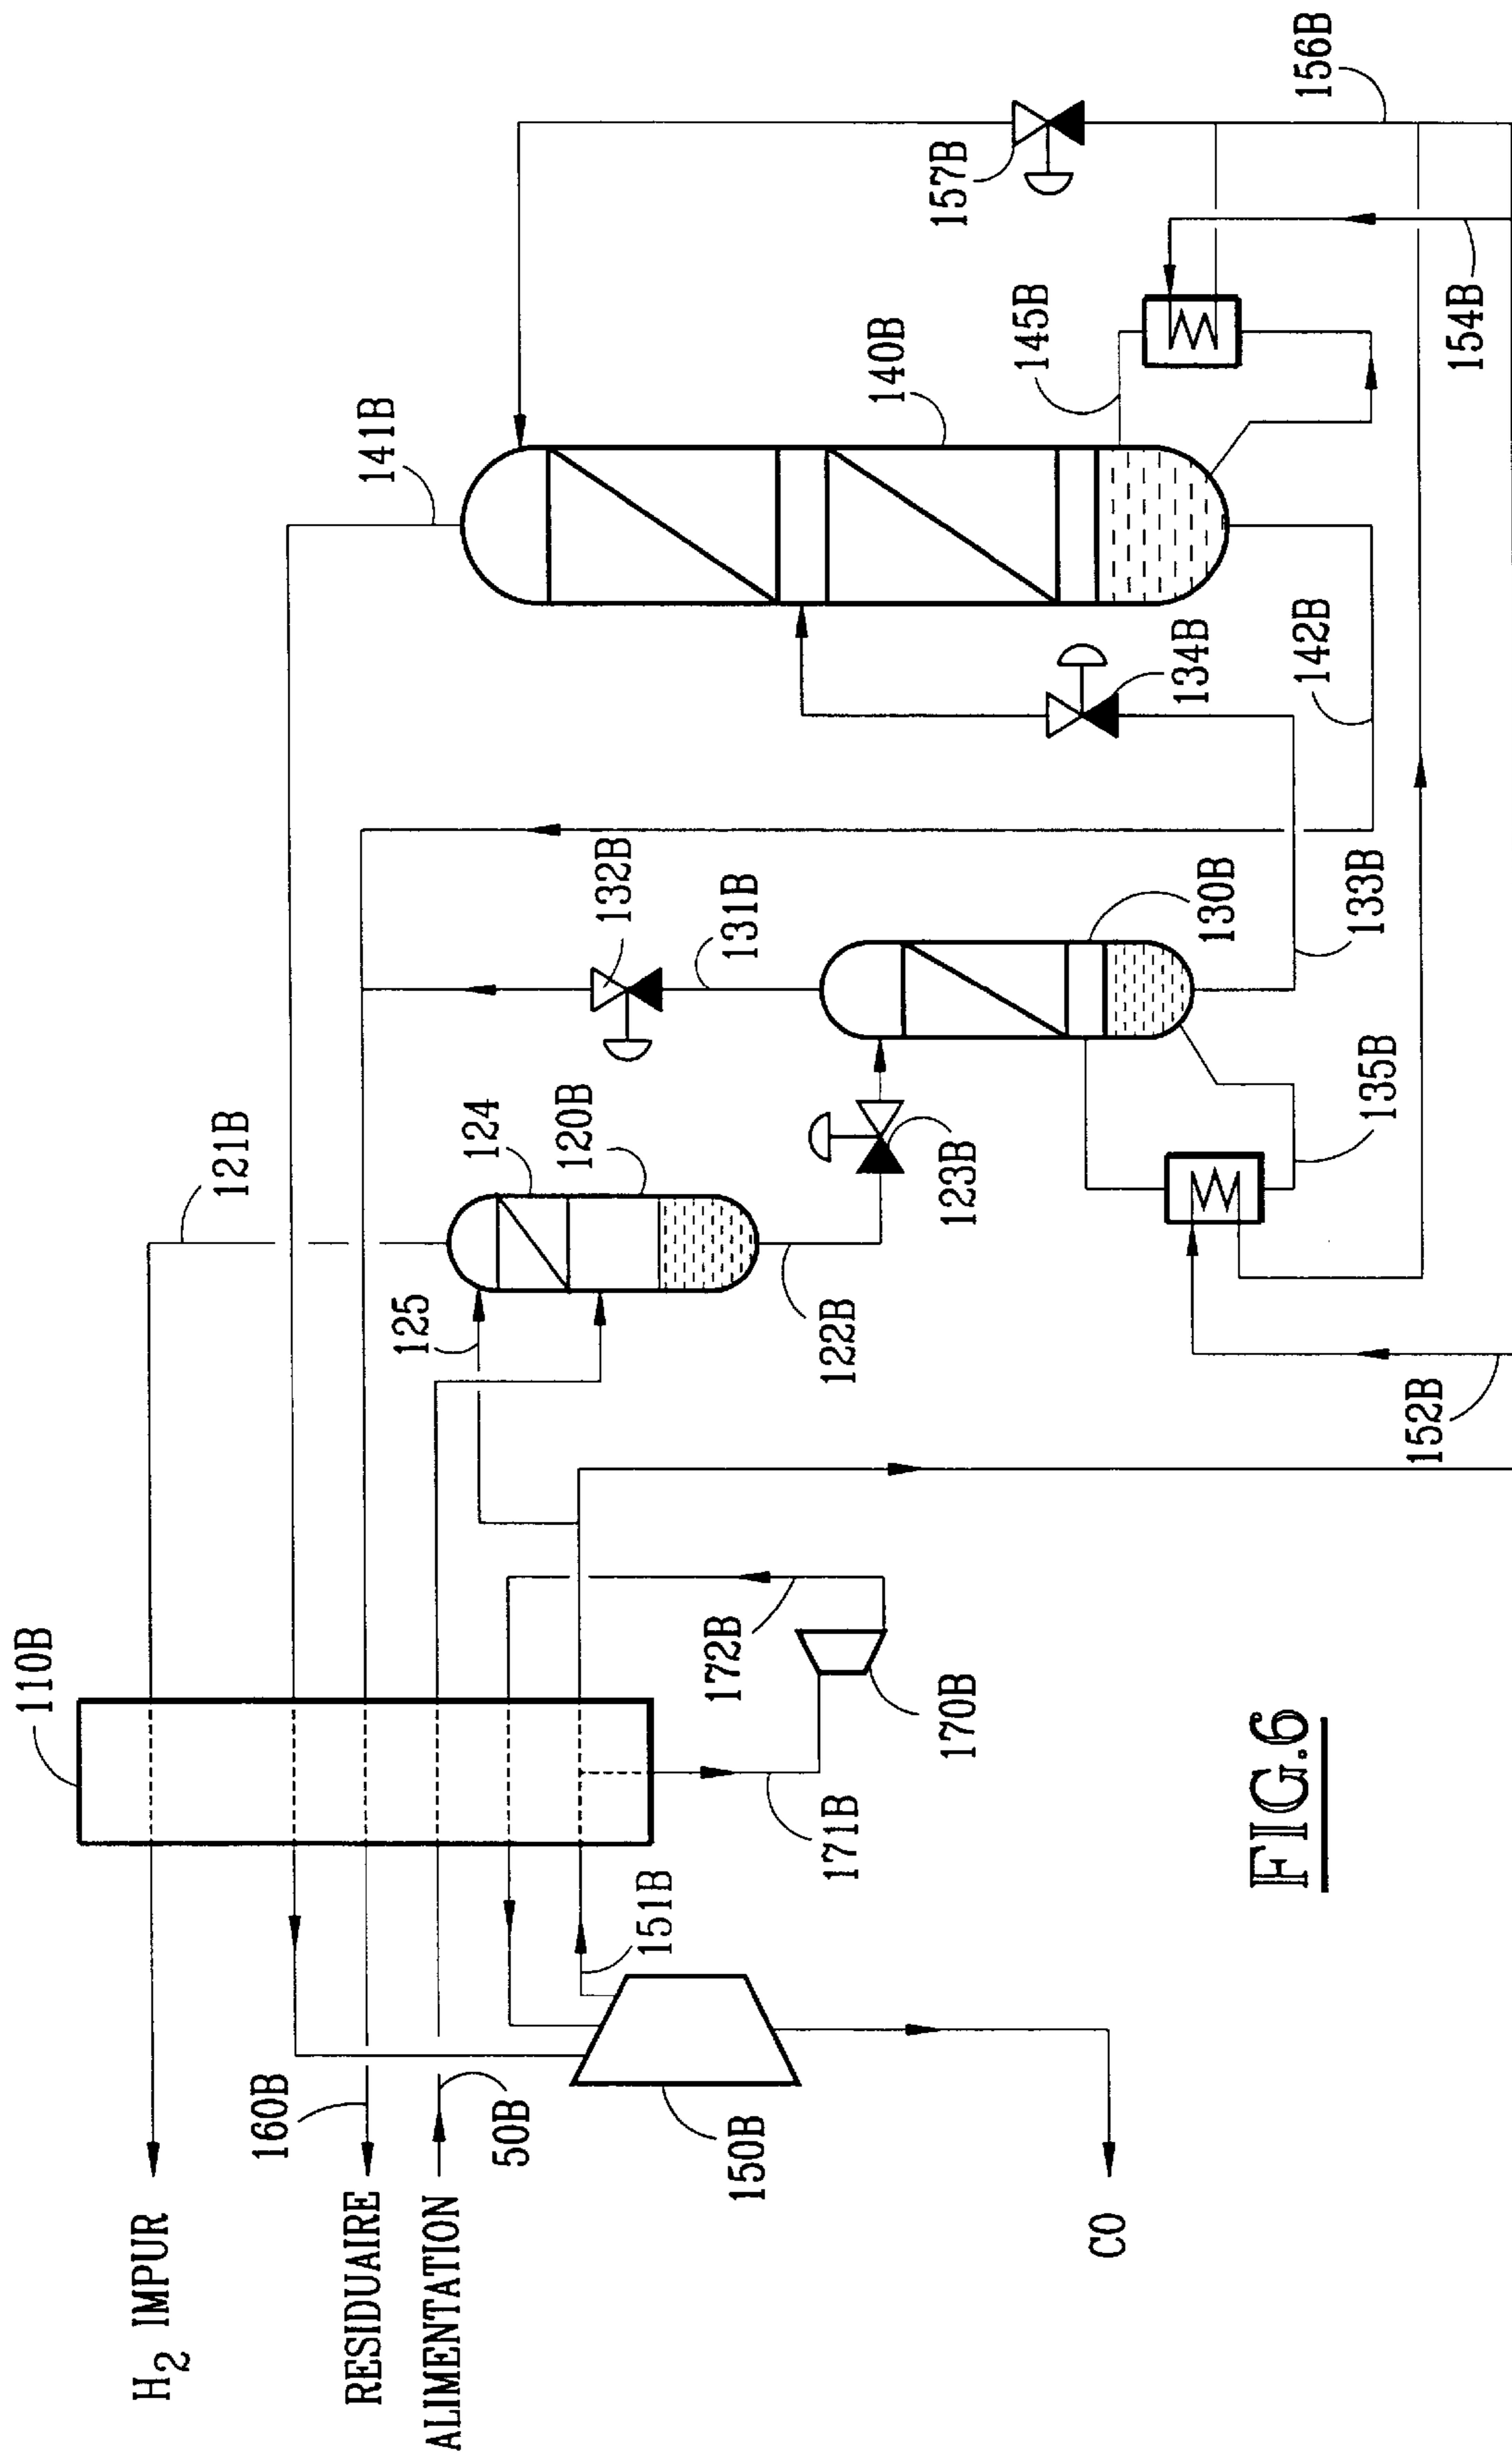 110B
121B
141B
156B
157B
124
120B
132B
131B
140B
145B
125
122B
123B
134B
130B
142B
154B
135B
133B
152B
172B
170B
171B
151B
150B
160B
50B
H2 IMPUR
RESIDUAIRE
ALIMENTATION
CO
FIG.6